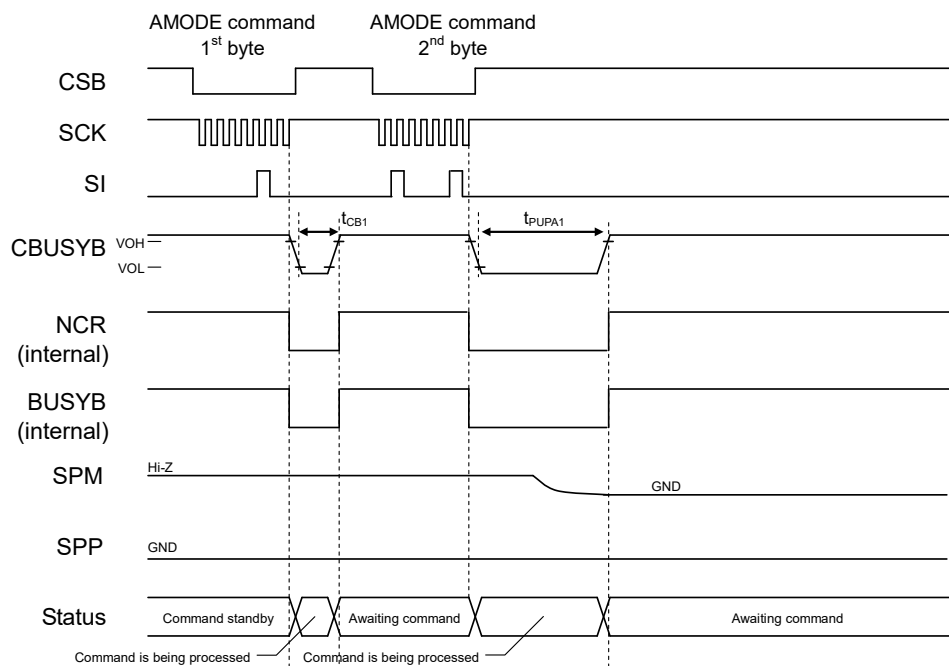 AMODE command
1st byte
AMODE command
2nd byte
CSB
SCK
SI
tCB1
tPUPA1
CBUSYB
VOH
VOL
NCR
(internal)
BUSYB
(internal)
SPM
Hi-Z
GND
SPP
GND
Status
Command standby
Awaiting command
Awaiting command
Command is being processed
Command is being processed